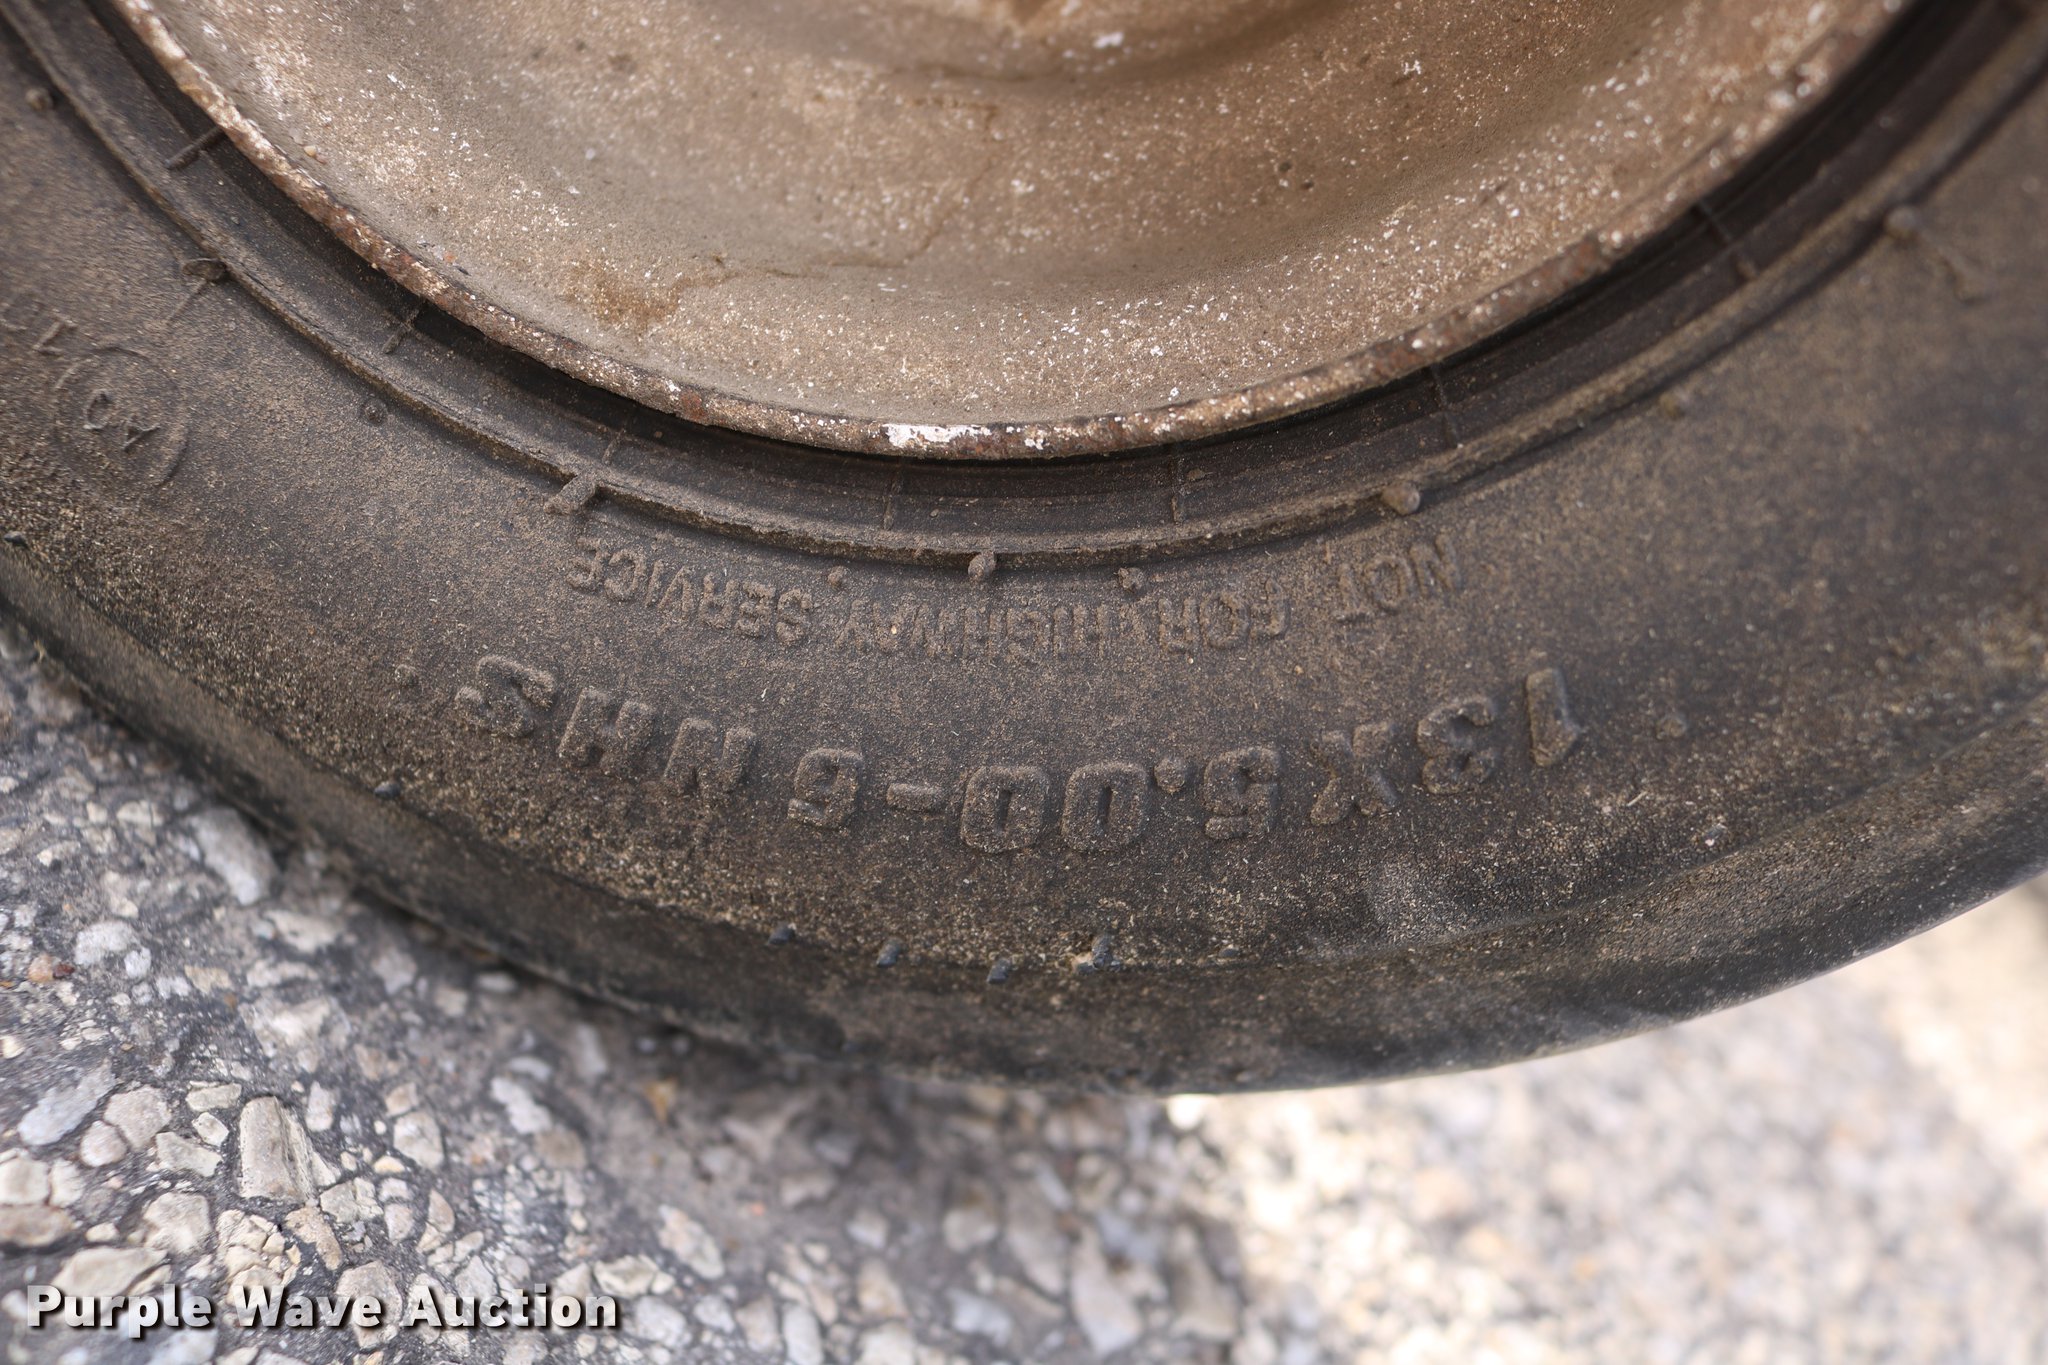 NOT FOR HIGHWAY SERVICE
13X5.00-6 NHS
Purple Wave Auction